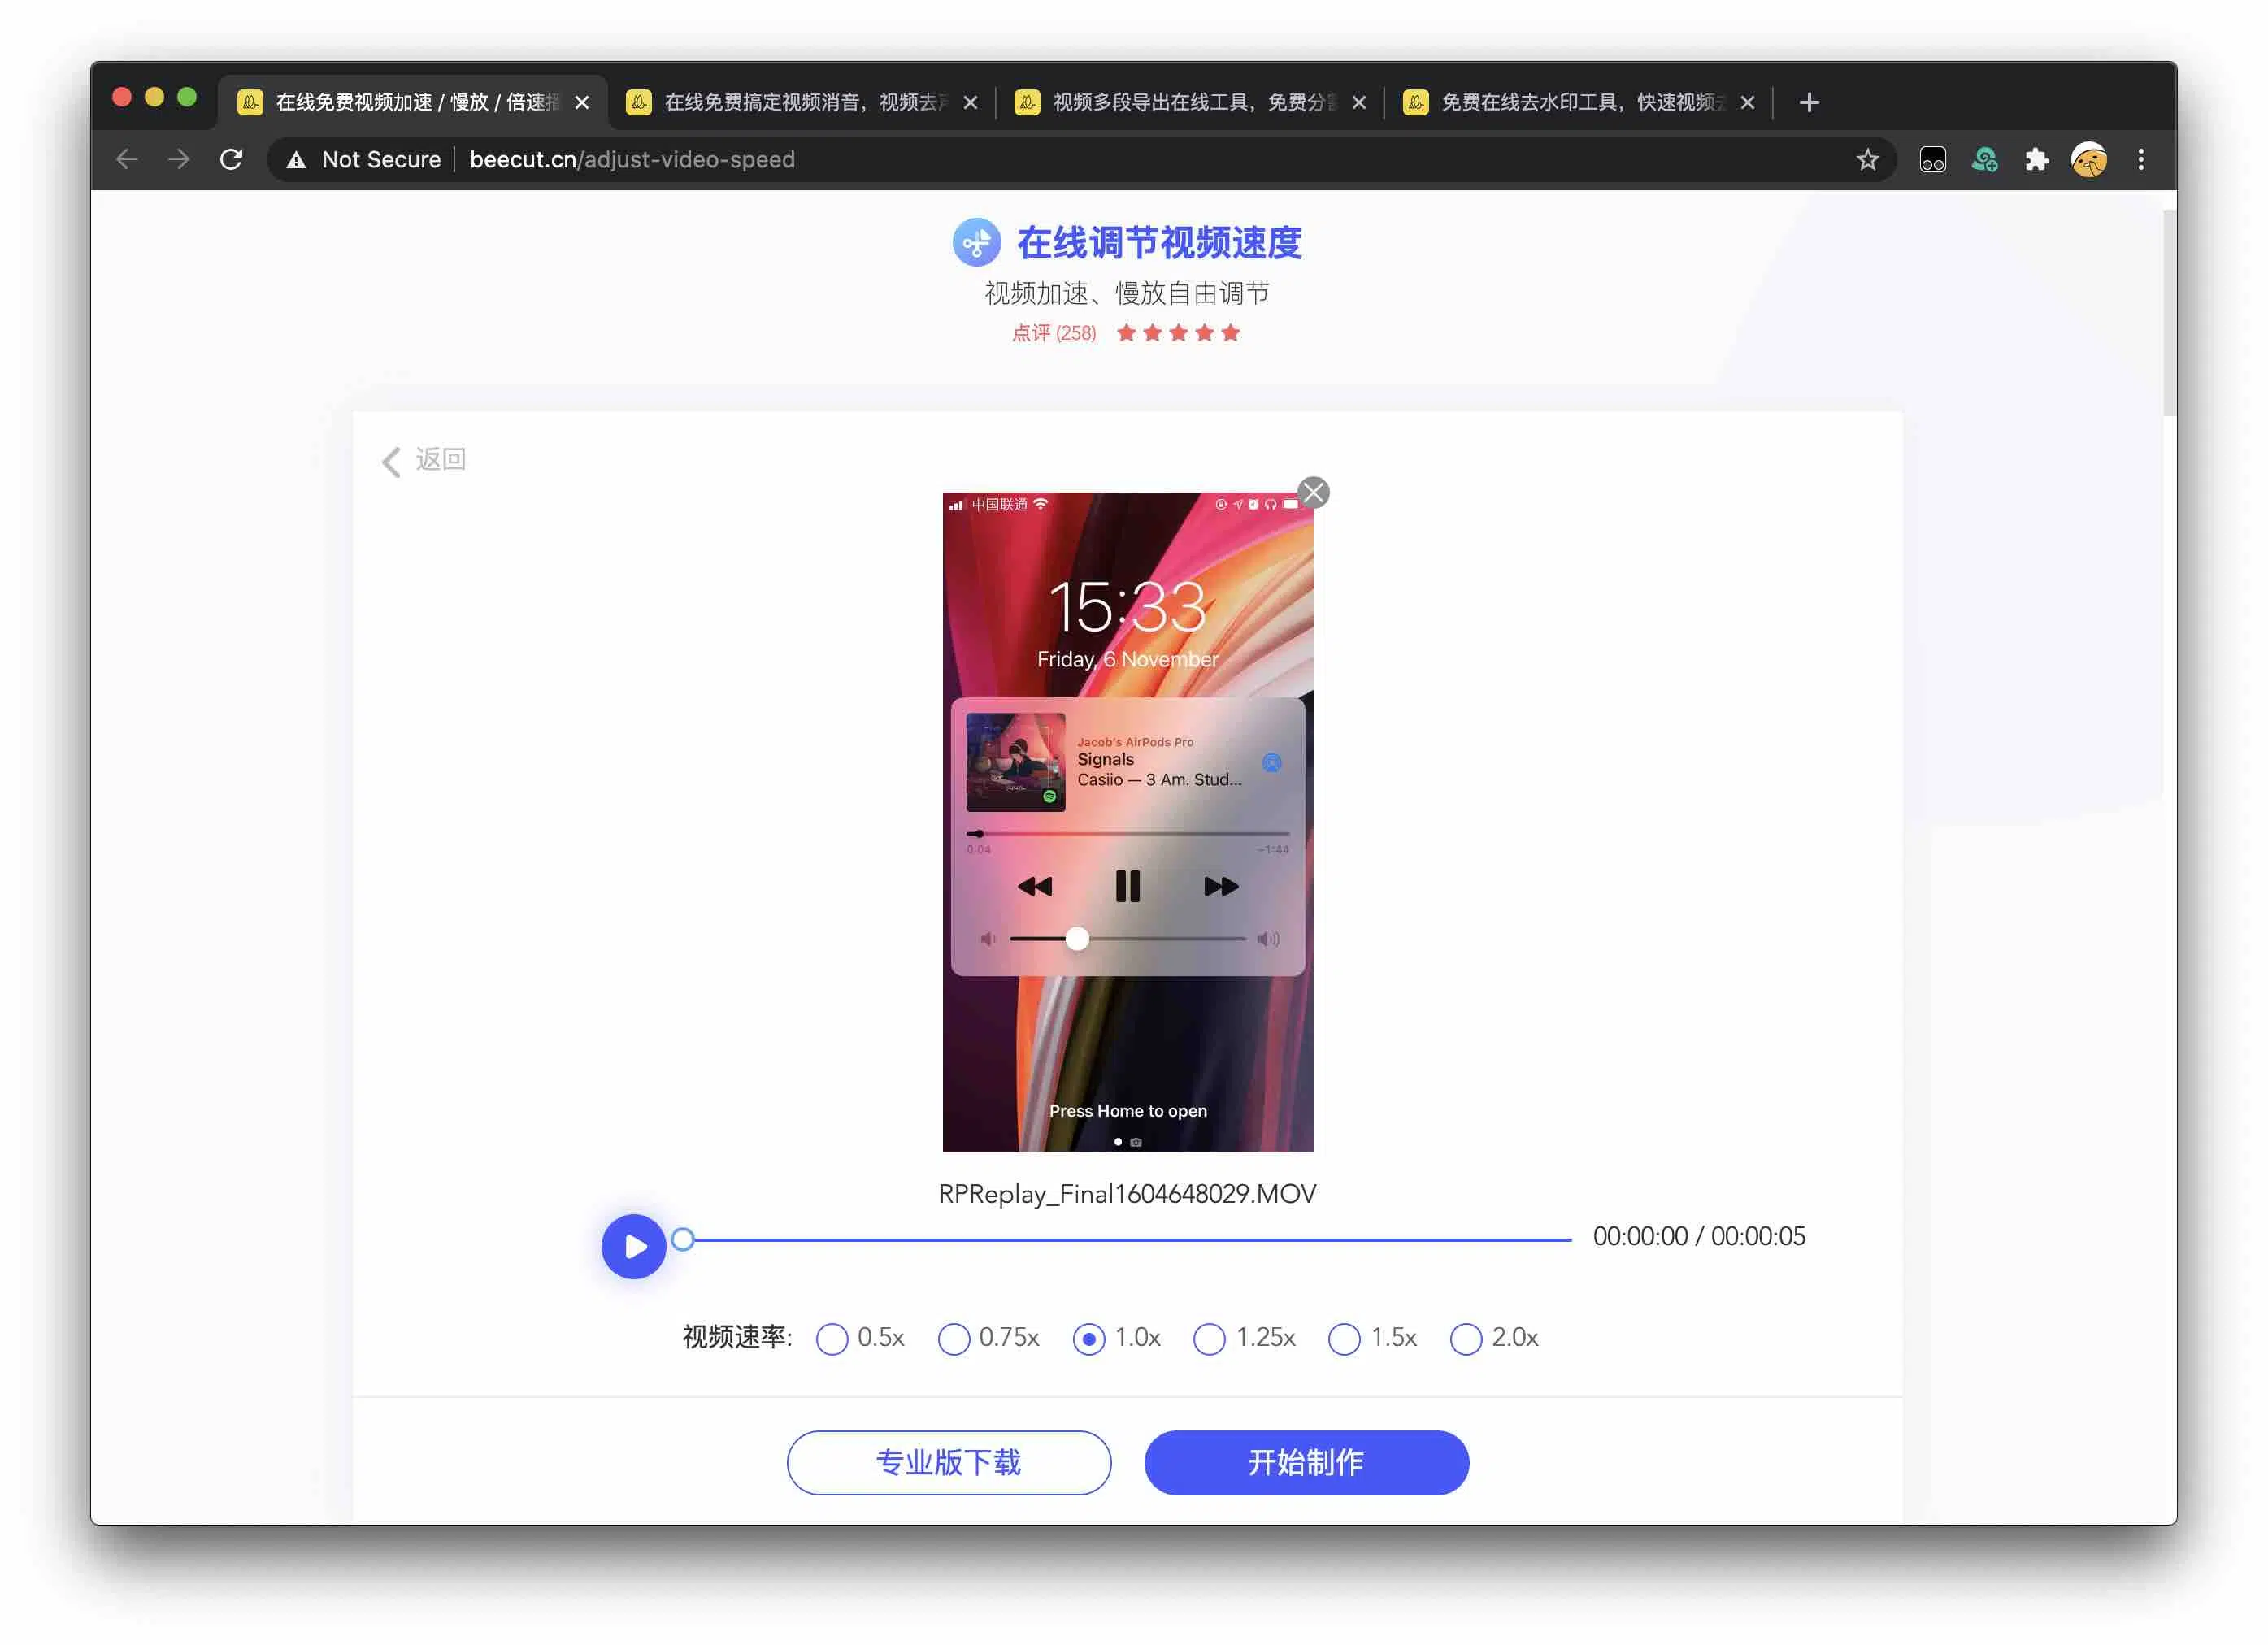 在线免费视频加速 / 慢放 / 倍速播
在线免费搞定视频消音，视频去
视频多段导出在线工具，免费分
免费在线去水印工具，快速视频
Not Secure
beecut.cn/adjust-video-speed
在线调节视频速度
视频加速、慢放自由调节
点评 (258)
返回
中国联通
15:33
Friday, 6 November
Jacob's AirPods Pro
Signals
Casiio — 3 Am. Stud...
0:04
-1:44
Press Home to open
RPReplay_Final1604648029.MOV
00:00:00 / 00:00:05
视频速率:
0.5x
0.75x
1.0x
1.25x
1.5x
2.0x
专业版下载
开始制作